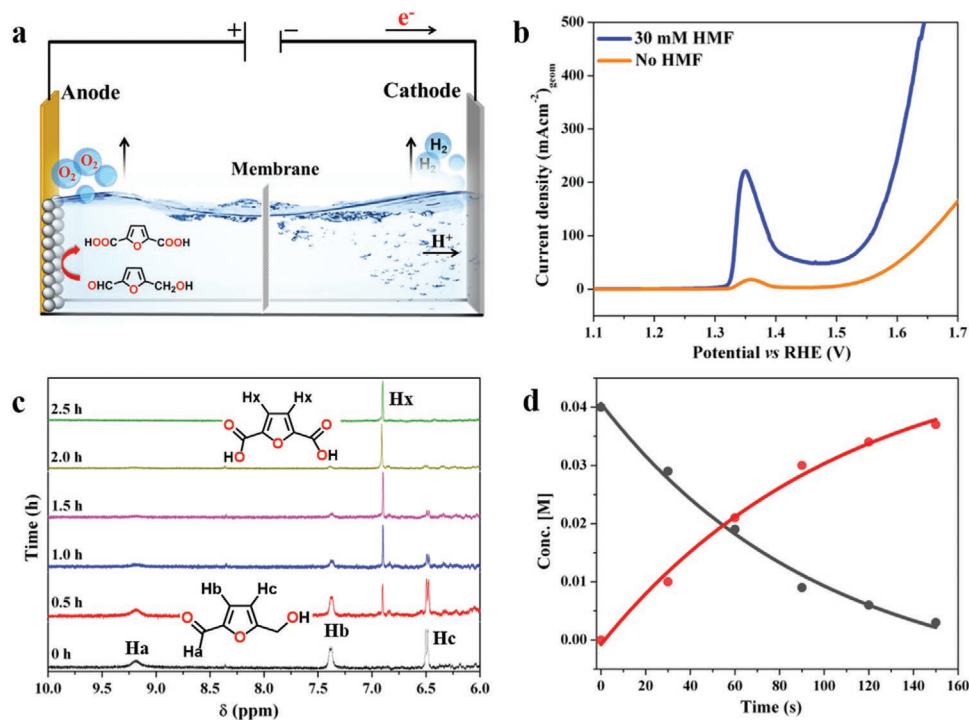 a
+
−
e⁻
Anode
Cathode
O₂
O₂
H₂
H₂
Membrane
HOOC
O
COOH
OHC
O
CH₂OH
H⁺
b
Current density (mAcm⁻²)geom
500
400
300
200
100
0
30 mM HMF
No HMF
1.1 1.2 1.3 1.4 1.5 1.6 1.7
Potential vs RHE (V)
c
Time (h)
2.5 h
2.0 h
1.5 h
1.0 h
0.5 h
0 h
Hx Hx
O O O
HO OH
Hx
Hb Hc
O O OH
Ha
Ha
Hb
Hc
10.0 9.5 9.0 8.5 8.0 7.5 7.0 6.5 6.0
δ (ppm)
d
Conc. [M]
0.04
0.03
0.02
0.01
0.00
0 20 40 60 80 100 120 140 160
Time (s)